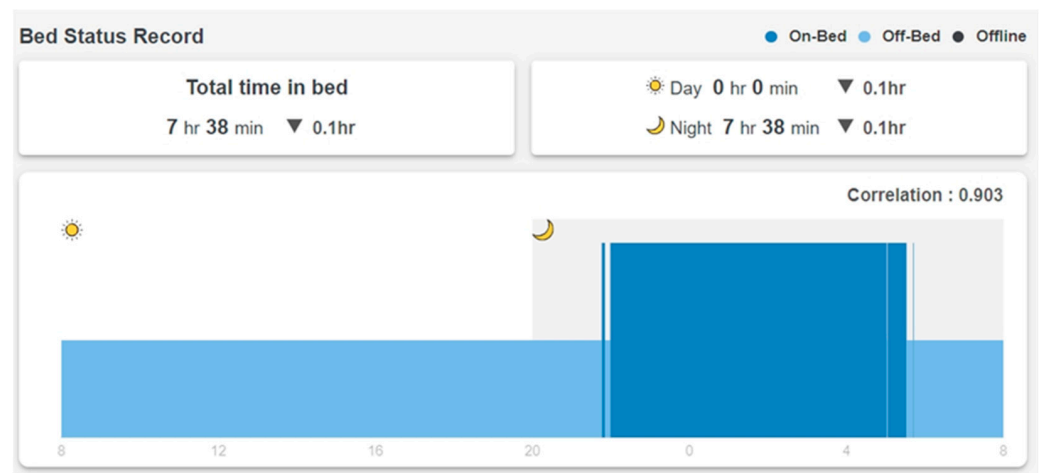 Bed Status Record
On-Bed Off-Bed Offline
Total time in bed
7 hr 38 min ▼ 0.1hr
Day 0 hr 0 min ▼ 0.1hr
Night 7 hr 38 min ▼ 0.1hr
Correlation : 0.903
8 12 16 20 0 4 8